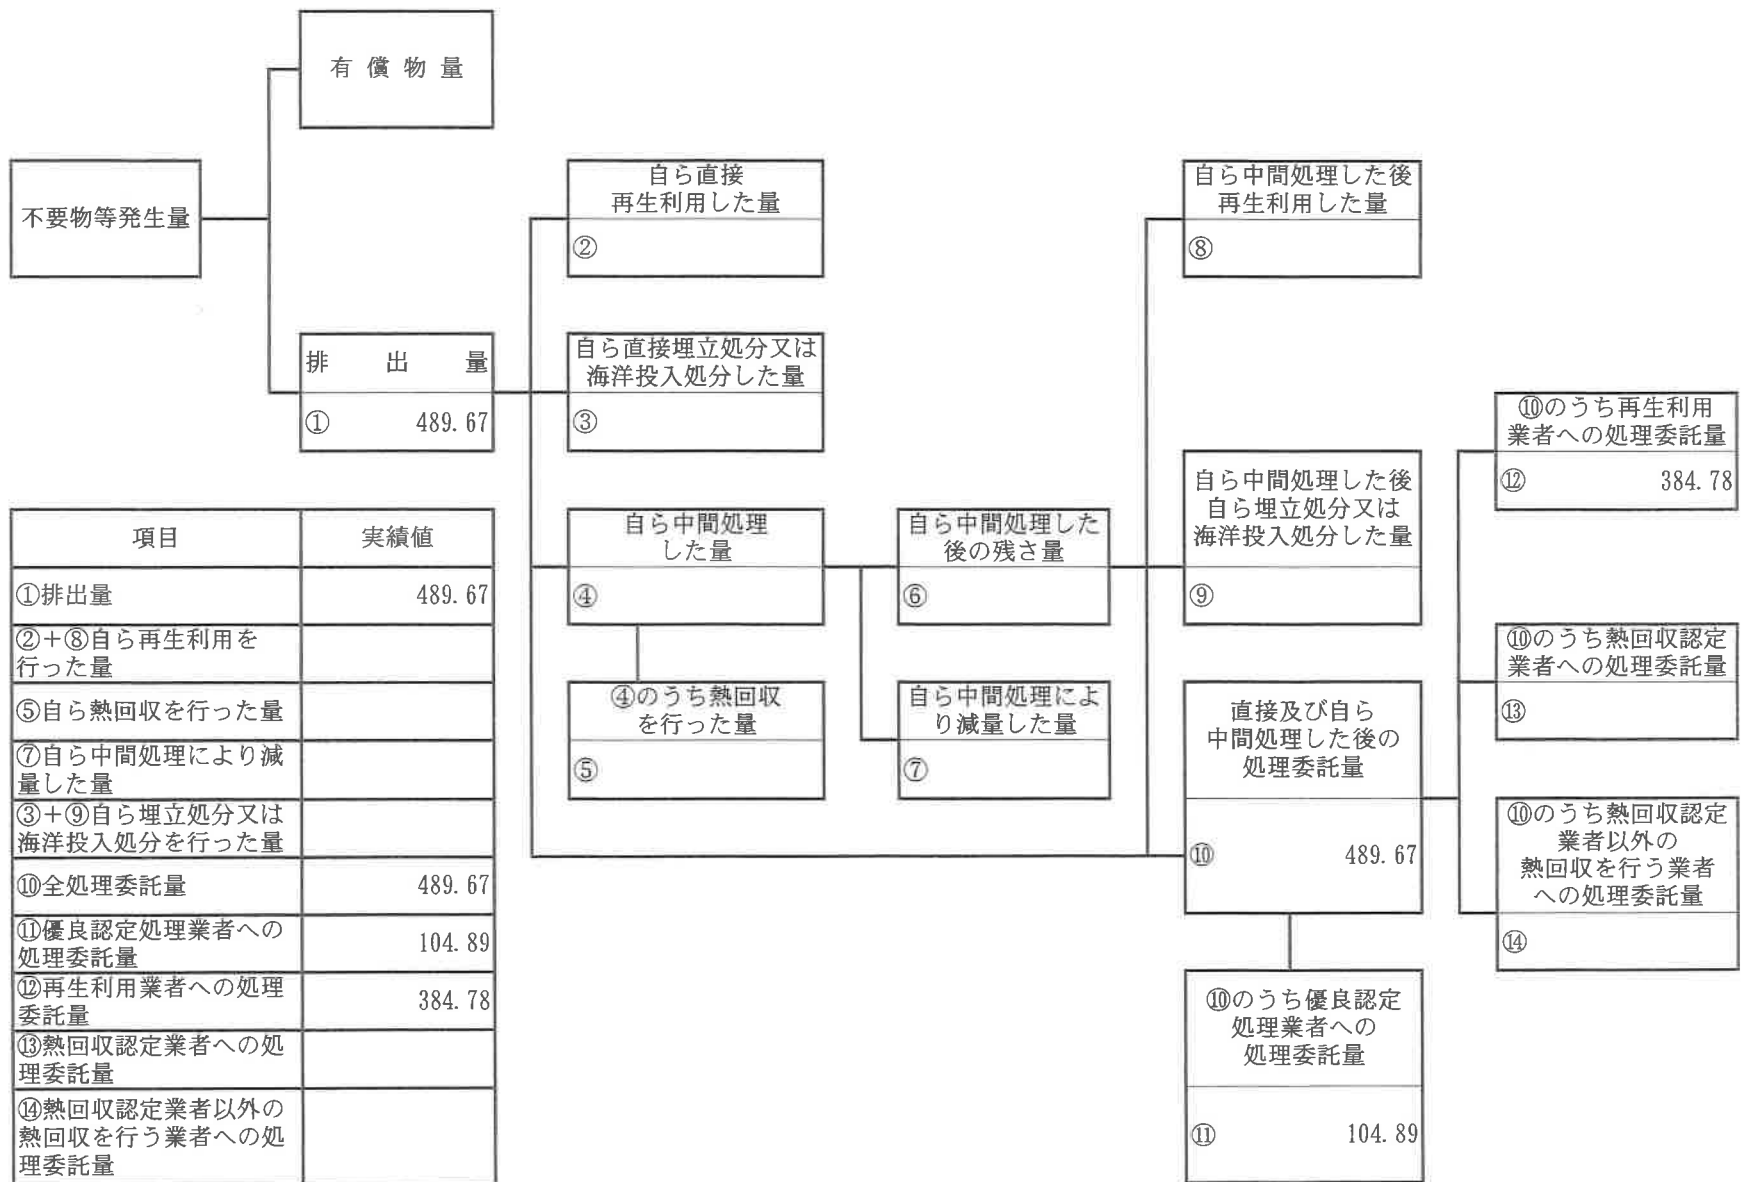 有償物量
不要物等発生量
排出量
① 489.67
自ら直接
再生利用した量
②
自ら直接埋立処分又は
海洋投入処分した量
③
自ら中間処理
した量
④
④のうち熱回収
を行った量
⑤
自ら中間処理した
後の残さ量
⑥
自ら中間処理によ
り減量した量
⑦
自ら中間処理した後
再生利用した量
⑧
自ら中間処理した後
自ら埋立処分又は
海洋投入処分した量
⑨
直接及び自ら
中間処理した後の
処理委託量
⑩ 489.67
⑩のうち優良認定
処理業者への
処理委託量
⑪ 104.89
⑩のうち再生利用
業者への処理委託量
⑫ 384.78
⑩のうち熱回収認定
業者への処理委託量
⑬
⑩のうち熱回収認定
業者以外の
熱回収を行う業者
への処理委託量
⑭
項目 実績値
①排出量 489.67
②+⑧自ら再生利用を
行った量
⑤自ら熱回収を行った量
⑦自ら中間処理により減
量した量
③+⑨自ら埋立処分又は
海洋投入処分を行った量
⑩全処理委託量 489.67
⑪優良認定処理業者への
処理委託量 104.89
⑫再生利用業者への処理
委託量 384.78
⑬熱回収認定業者への処
理委託量
⑭熱回収認定業者以外の
熱回収を行う業者への処
理委託量